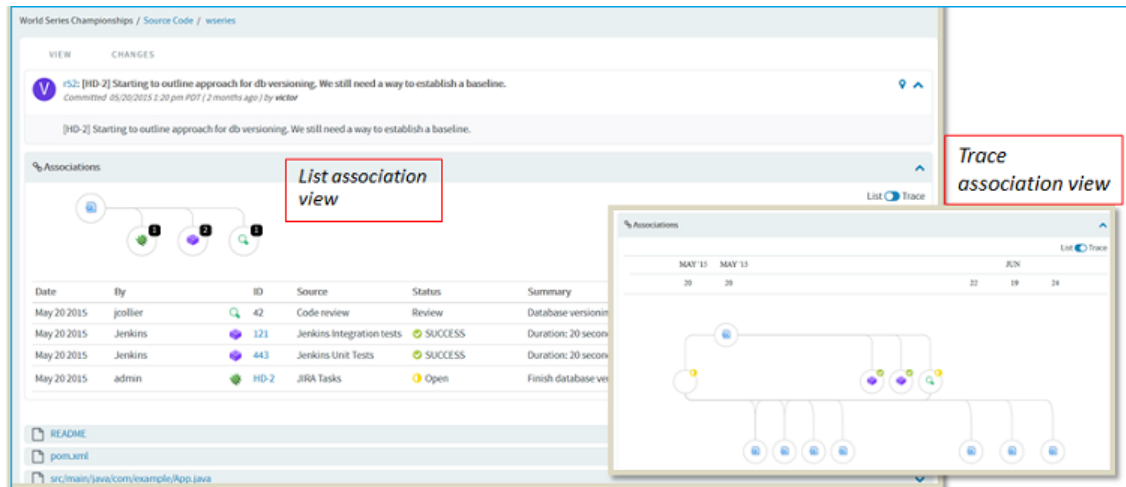 World Series Championships / Source Code / wseries
VIEW CHANGES
V
r52: [HD-2] Starting to outline approach for db versioning. We still need a way to establish a baseline.
Committed 05/20/2015 1:20 pm PDT ( 2 months ago ) by victor
[HD-2] Starting to outline approach for db versioning. We still need a way to establish a baseline.
Associations
List association
view
List Trace
1 2 1
Date By ID Source Status Summary
May 20 2015 jcollier 42 Code review Review Database versionin
May 20 2015 Jenkins 121 Jenkins Integration tests SUCCESS Duration: 20 secon
May 20 2015 Jenkins 443 Jenkins Unit Tests SUCCESS Duration: 20 secon
May 20 2015 admin HD-2 JIRA Tasks Open Finish database ve
README
pom.xml
src/main/java/com/example/App.java
Trace
association view
Associations
List Trace
MAY '15 MAY '15 JUN
20 20 22 19 24